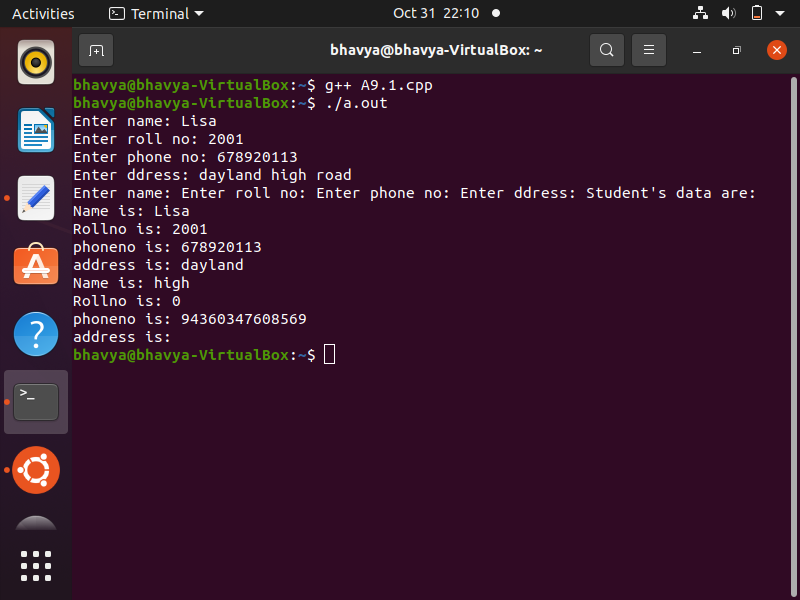 Activities Terminal Oct 31 22:10
bhavya@bhavya-VirtualBox: ~
bhavya@bhavya-VirtualBox:~$ g++ A9.1.cpp
bhavya@bhavya-VirtualBox:~$ ./a.out
Enter name: Lisa
Enter roll no: 2001
Enter phone no: 678920113
Enter ddress: dayland high road
Enter name: Enter roll no: Enter phone no: Enter ddress: Student's data are:
Name is: Lisa
Rollno is: 2001
phoneno is: 678920113
address is: dayland
Name is: high
Rollno is: 0
phoneno is: 94360347608569
address is:
bhavya@bhavya-VirtualBox:~$